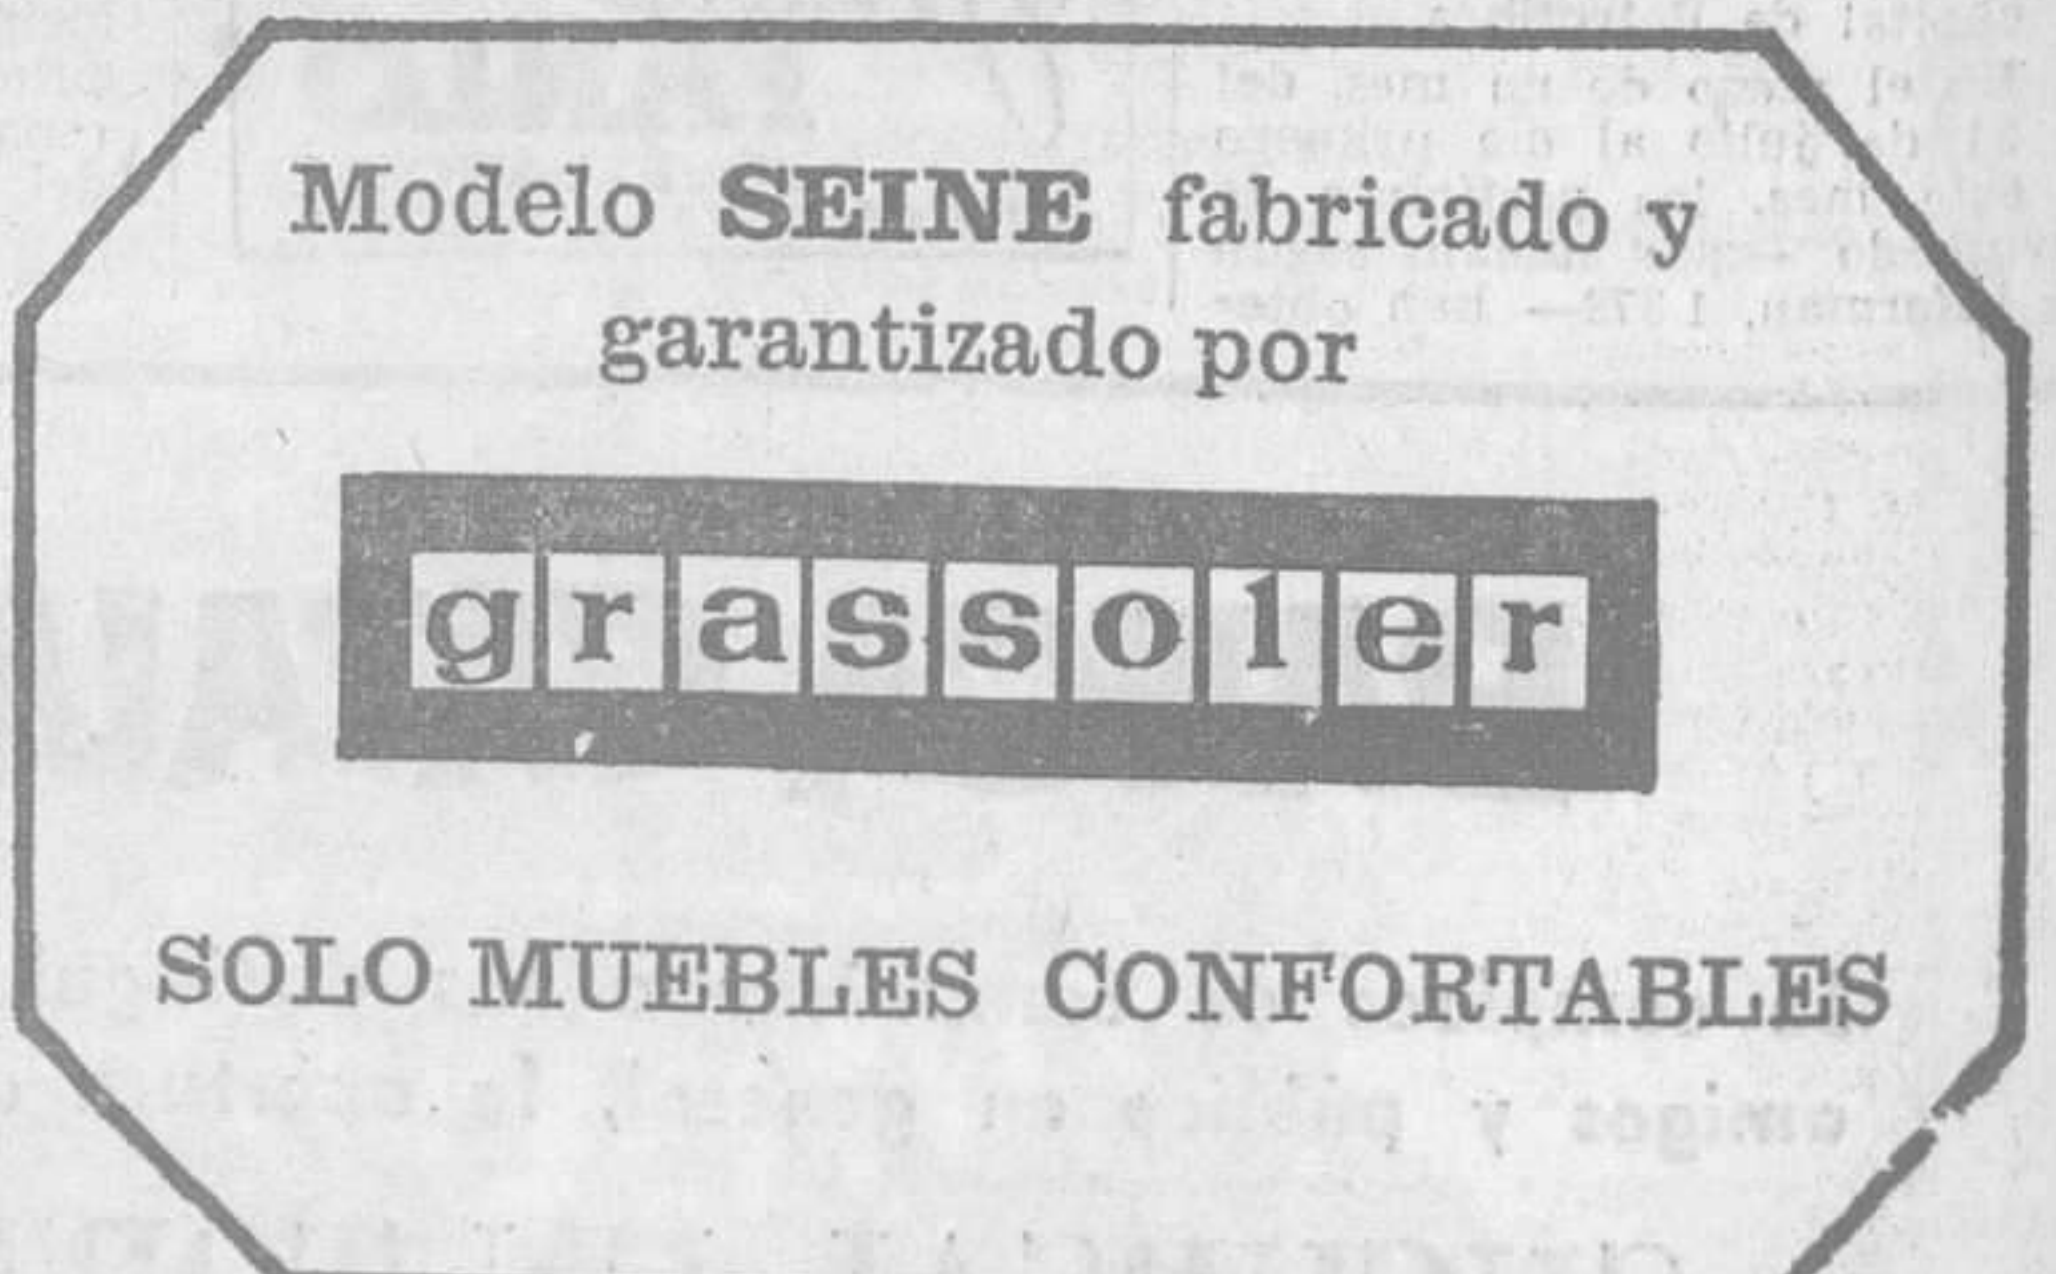 Modelo SEINE fabricado y
garantizado por
grassoler
SOLO MUEBLES CONFORTABLES